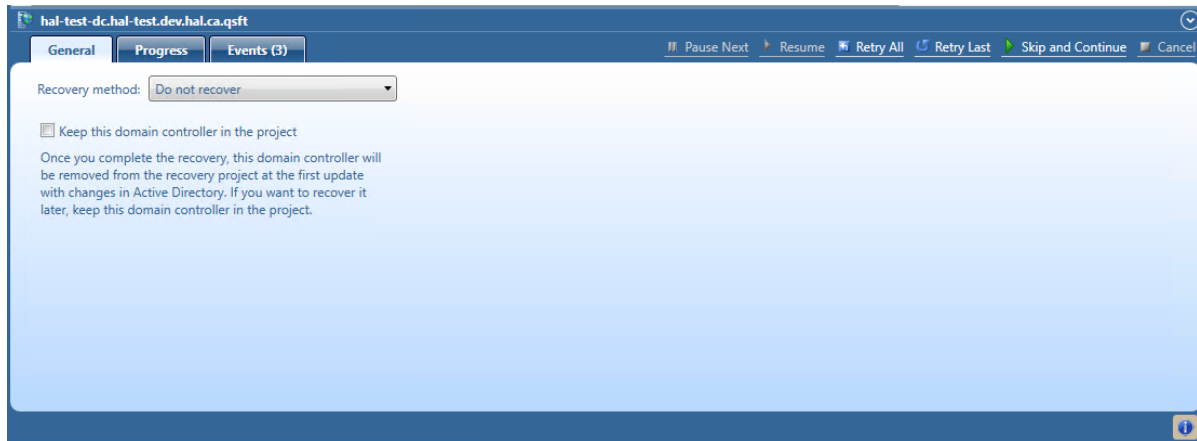 hal-test-dc.hal-test.dev.hal.ca.qsft
General Progress Events (3) Pause Next Resume Retry All Retry Last Skip and Continue Cancel
Recovery method: Do not recover
Keep this domain controller in the project
Once you complete the recovery, this domain controller will
be removed from the recovery project at the first update
with changes in Active Directory. If you want to recover it
later, keep this domain controller in the project.